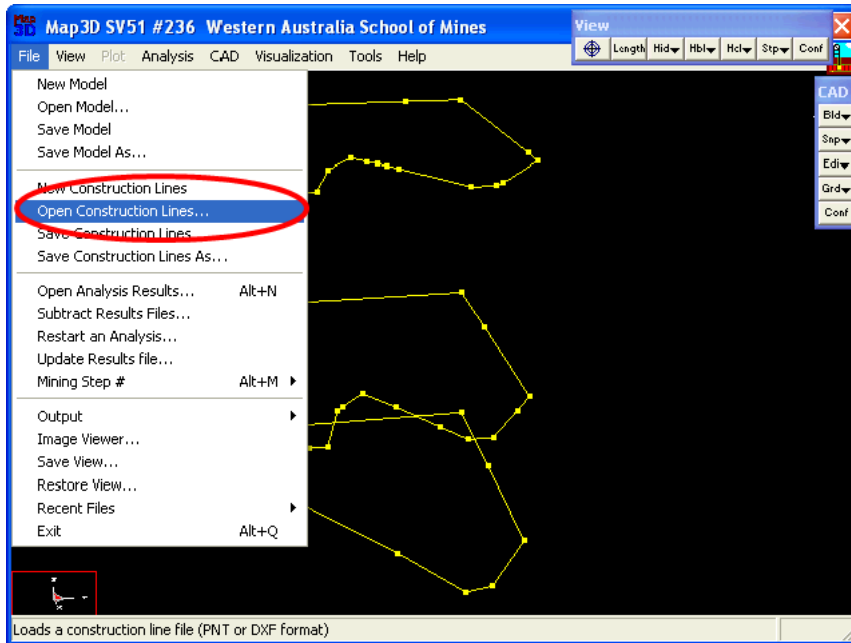 Map3D SV51 #236 Western Australia School of Mines
View
File View Plot Analysis CAD Visualization Tools Help
Length Hid Hbl Hcl Stp Conf
New Model
Open Model...
Save Model
Save Model As...
New Construction Lines
Open Construction Lines...
Save Construction Lines
Save Construction Lines As...
Open Analysis Results... Alt+N
Subtract Results Files...
Restart an Analysis...
Update Results file...
Mining Step # Alt+M
Output
Image Viewer...
Save View...
Restore View...
Recent Files
Exit Alt+Q
CAD
Bld
Snp
Edi
Grd
Conf
Loads a construction line file (PNT or DXF format)